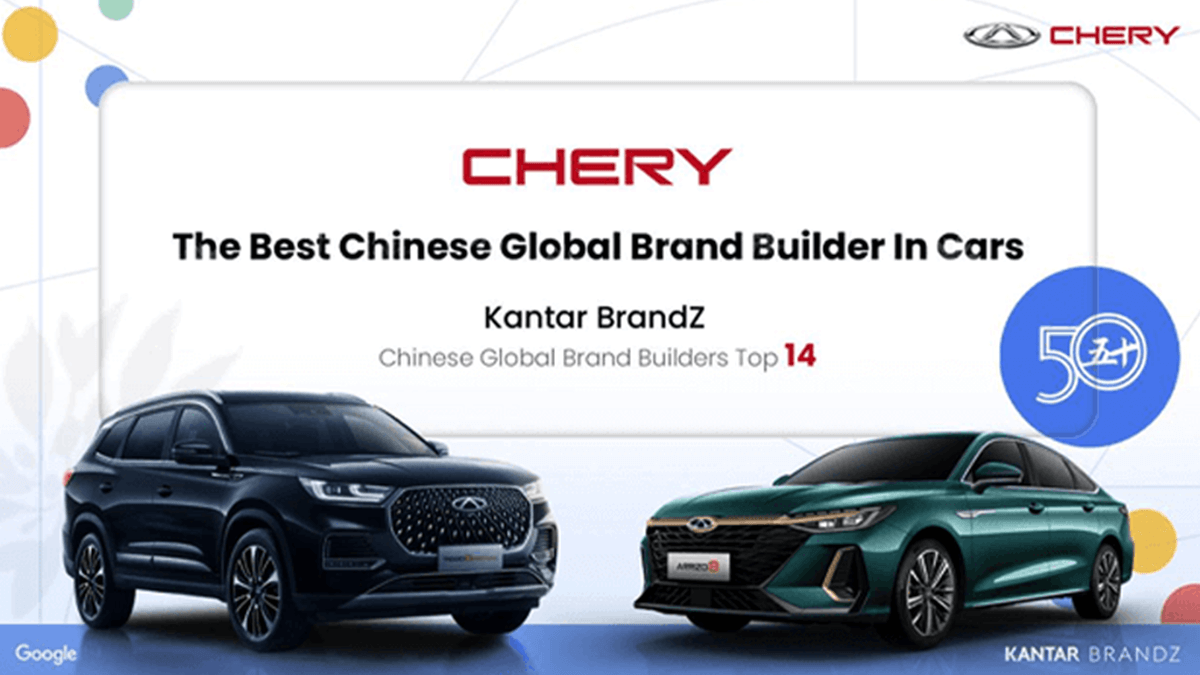 CHERY
CHERY
The Best Chinese Global Brand Builder In Cars
Kantar BrandZ
Chinese Global Brand Builders Top 14
50 五十
ARRIZO 8
Google
KANTAR BRANDZ